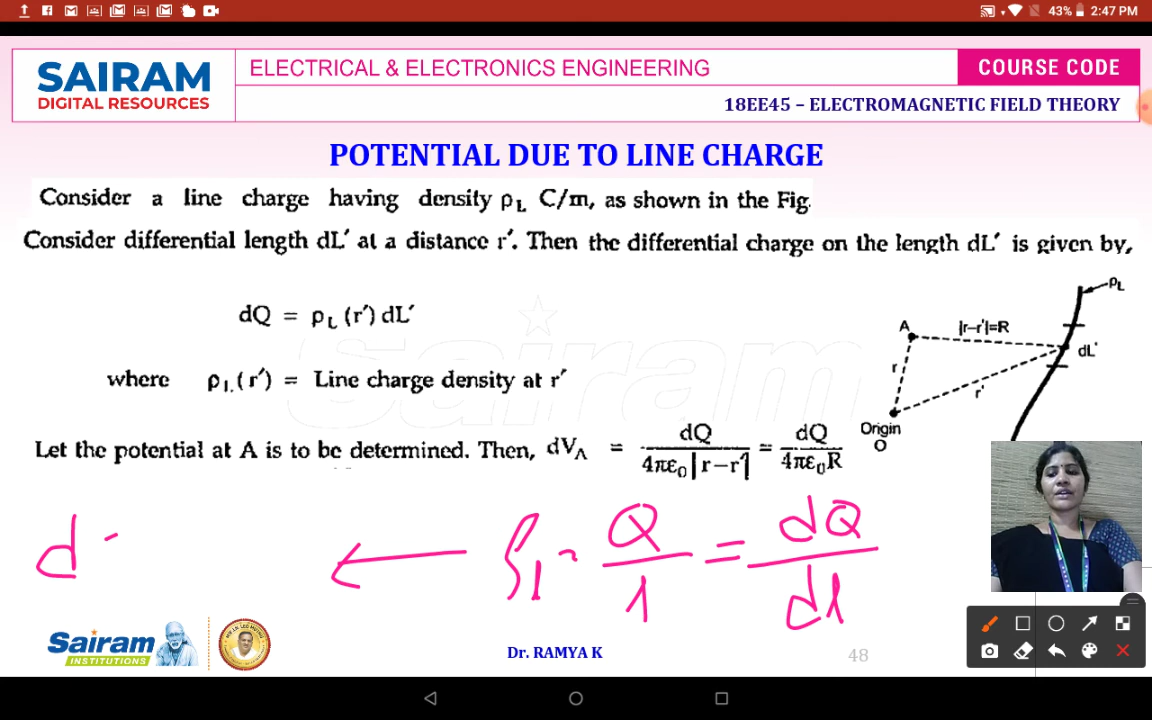 43% 2:47 PM
SAIRAM
DIGITAL RESOURCES
ELECTRICAL & ELECTRONICS ENGINEERING
COURSE CODE
18EE45 – ELECTROMAGNETIC FIELD THEORY
POTENTIAL DUE TO LINE CHARGE
Consider a line charge having density ρL C/m, as shown in the Fig.
Consider differential length dL′ at a distance r′. Then the differential charge on the length dL′ is given by,
dQ = ρL (r′) dL′
where ρL (r′) = Line charge density at r′
Let the potential at A is to be determined. Then, dVA = dQ / 4πε0 |r−r′| = dQ / 4πε0R
ρL
A
|r−r′|=R
dL′
r
r′
Origin
O
Sairam
d
← ρl = Q / l = dQ / dl
Sairam
INSTITUTIONS
Dr. RAMYA K
48